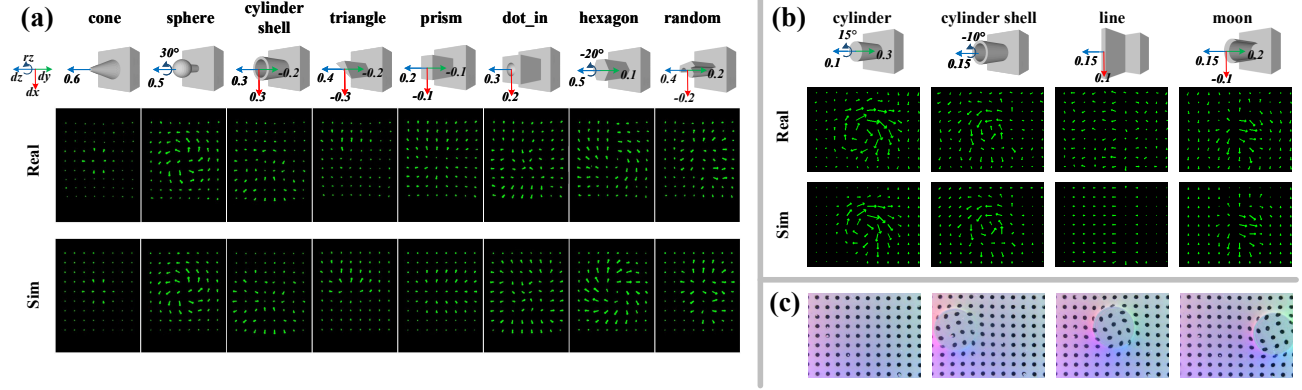 (a)
cone sphere cylinder shell triangle prism dot_in hexagon random
rz
dz dy
dx
0.6
30°
0.5
0.3 -0.2
0.3
0.4 -0.2
-0.3
0.2 -0.1
-0.1
0.3
0.2
-20°
0.5 0.1
0.4 0.2
-0.2
Real
Sim
(b)
cylinder cylinder shell line moon
15°
0.1 0.3
-10°
0.15
0.15
0.1
0.15 0.2
-0.1
Real
Sim
(c)